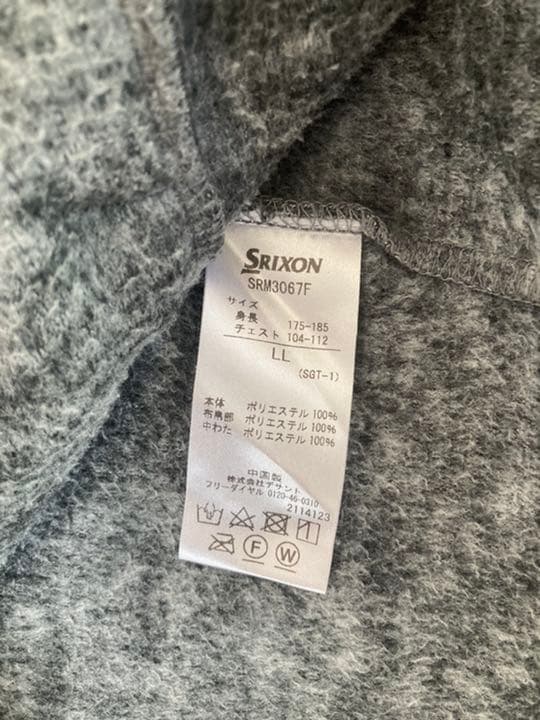 SRIXON
SRM3067F
サイズ
身長 175-185
チェスト 104-112
LL
(SGT-1)
本体 ポリエステル 100%
布帛部 ポリエステル 100%
中わた ポリエステル 100%
中国製
株式会社デサント
フリーダイヤル 0120-46-0310
2114123
F W